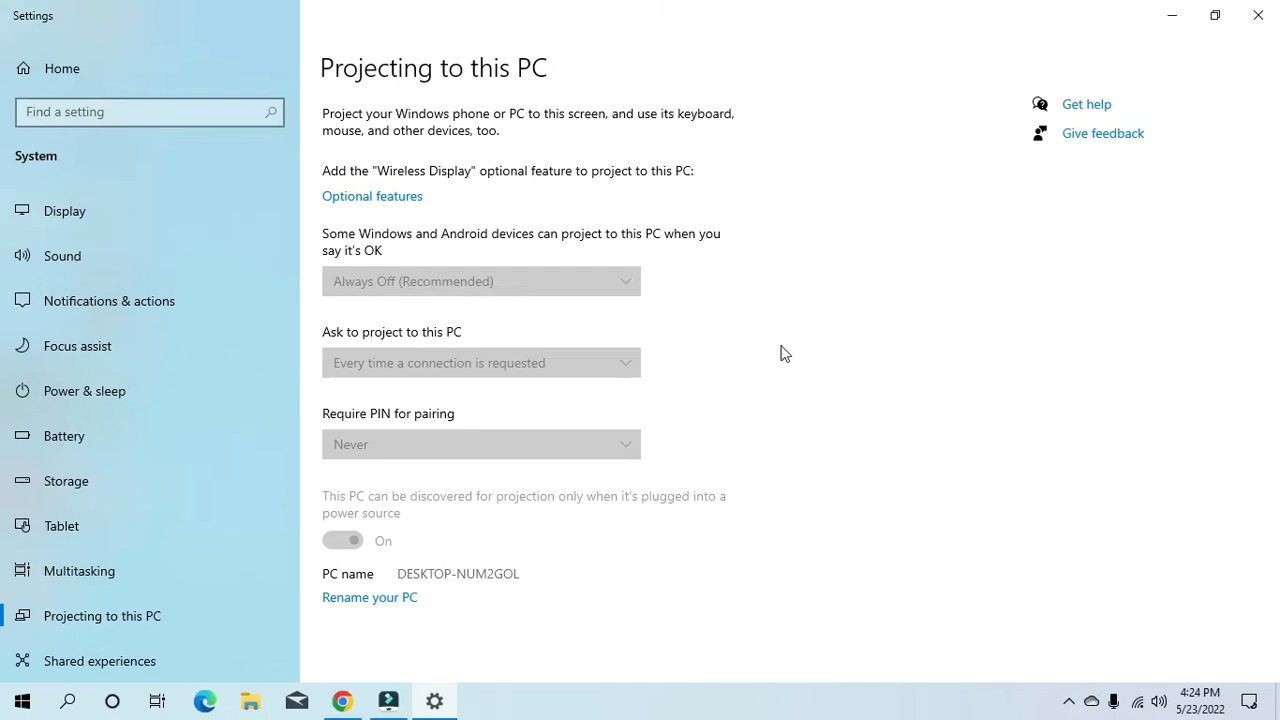 Settings
Home
Find a setting
System
Display
Sound
Notifications & actions
Focus assist
Power & sleep
Battery
Storage
Tablet
Multitasking
Projecting to this PC
Shared experiences
Projecting to this PC
Project your Windows phone or PC to this screen, and use its keyboard,
mouse, and other devices, too.
Add the "Wireless Display" optional feature to project to this PC:
Optional features
Some Windows and Android devices can project to this PC when you
say it's OK
Always Off (Recommended)
Ask to project to this PC
Every time a connection is requested
Require PIN for pairing
Never
This PC can be discovered for projection only when it's plugged into a
power source
On
PC name DESKTOP-NUM2GOL
Rename your PC
Get help
Give feedback
4:24 PM
5/23/2022